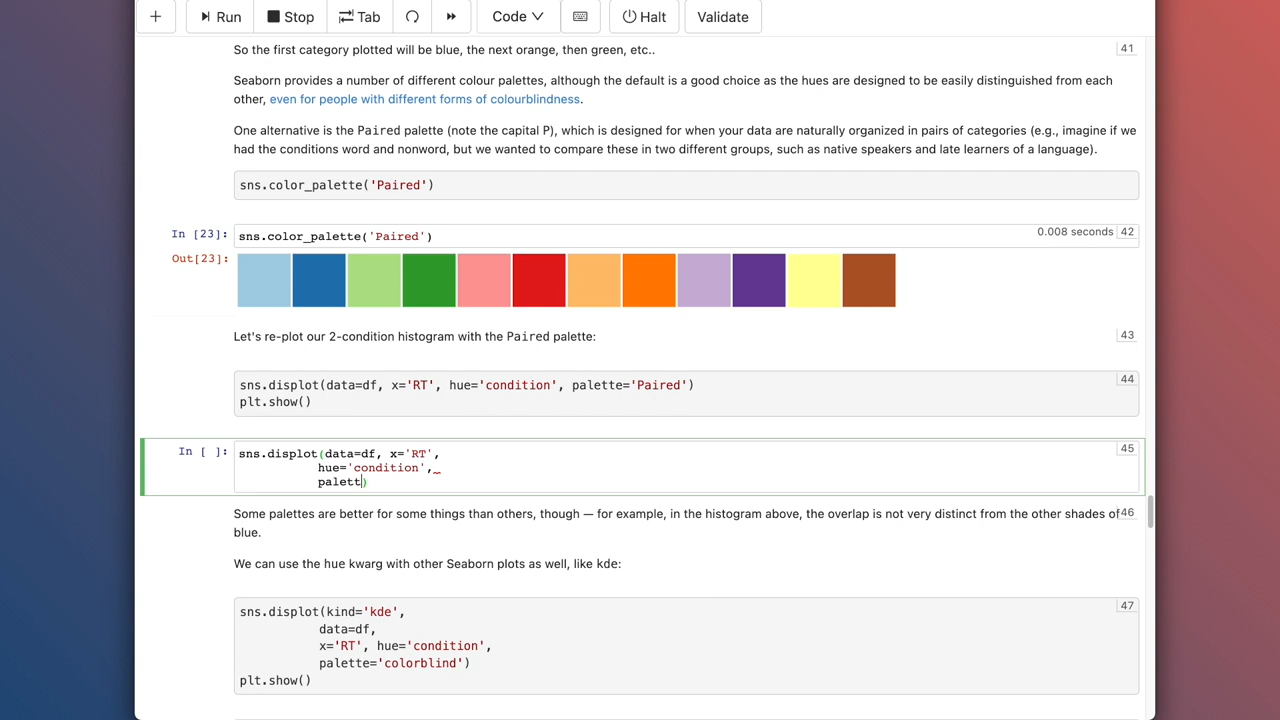 Run Stop Tab Code Halt Validate
So the first category plotted will be blue, the next orange, then green, etc.. 41
Seaborn provides a number of different colour palettes, although the default is a good choice as the hues are designed to be easily distinguished from each
other, even for people with different forms of colourblindness.
One alternative is the Paired palette (note the capital P), which is designed for when your data are naturally organized in pairs of categories (e.g., imagine if we
had the conditions word and nonword, but we wanted to compare these in two different groups, such as native speakers and late learners of a language).
sns.color_palette('Paired')
In [23]: sns.color_palette('Paired') 0.008 seconds 42
Out[23]:
Let's re-plot our 2-condition histogram with the Paired palette: 43
sns.displot(data=df, x='RT', hue='condition', palette='Paired') 44
plt.show()
In [ ]: sns.displot(data=df, x='RT', 45
hue='condition',
palett)
Some palettes are better for some things than others, though — for example, in the histogram above, the overlap is not very distinct from the other shades of 46
blue.
We can use the hue kwarg with other Seaborn plots as well, like kde:
sns.displot(kind='kde', 47
data=df,
x='RT', hue='condition',
palette='colorblind')
plt.show()